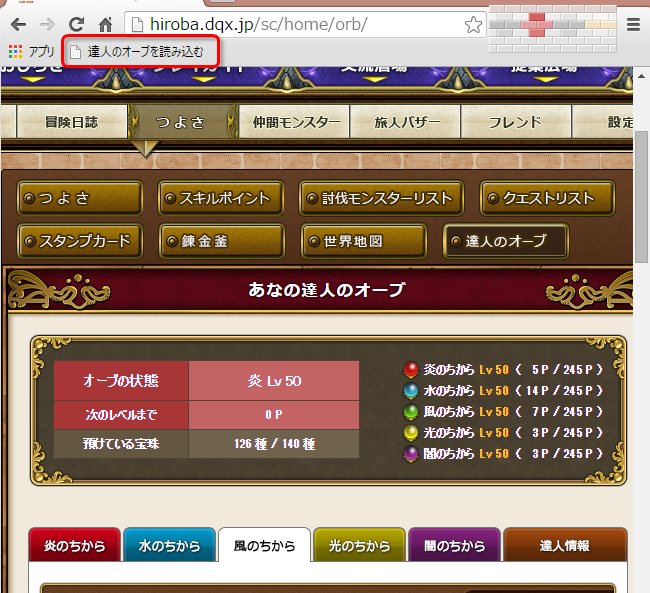 hiroba.dqx.jp/sc/home/orb/
アプリ 達人のオーブを読み込む
冒険日誌 つよさ 仲間モンスター 旅人バザー フレンド 設定
つよさ スキルポイント 討伐モンスターリスト クエストリスト
スタンプカード 錬金釜 世界地図 達人のオーブ
あなの達人のオーブ
オーブの状態 炎 Lv 50
次のレベルまで 0 P
預けている宝珠 126 種 / 140 種
炎のちから Lv 50 ( 5 P / 245 P )
水のちから Lv 50 ( 14 P / 245 P )
風のちから Lv 50 ( 7 P / 245 P )
光のちから Lv 50 ( 3 P / 245 P )
闇のちから Lv 50 ( 3 P / 245 P )
炎のちから 水のちから 風のちから 光のちから 闇のちから 達人情報